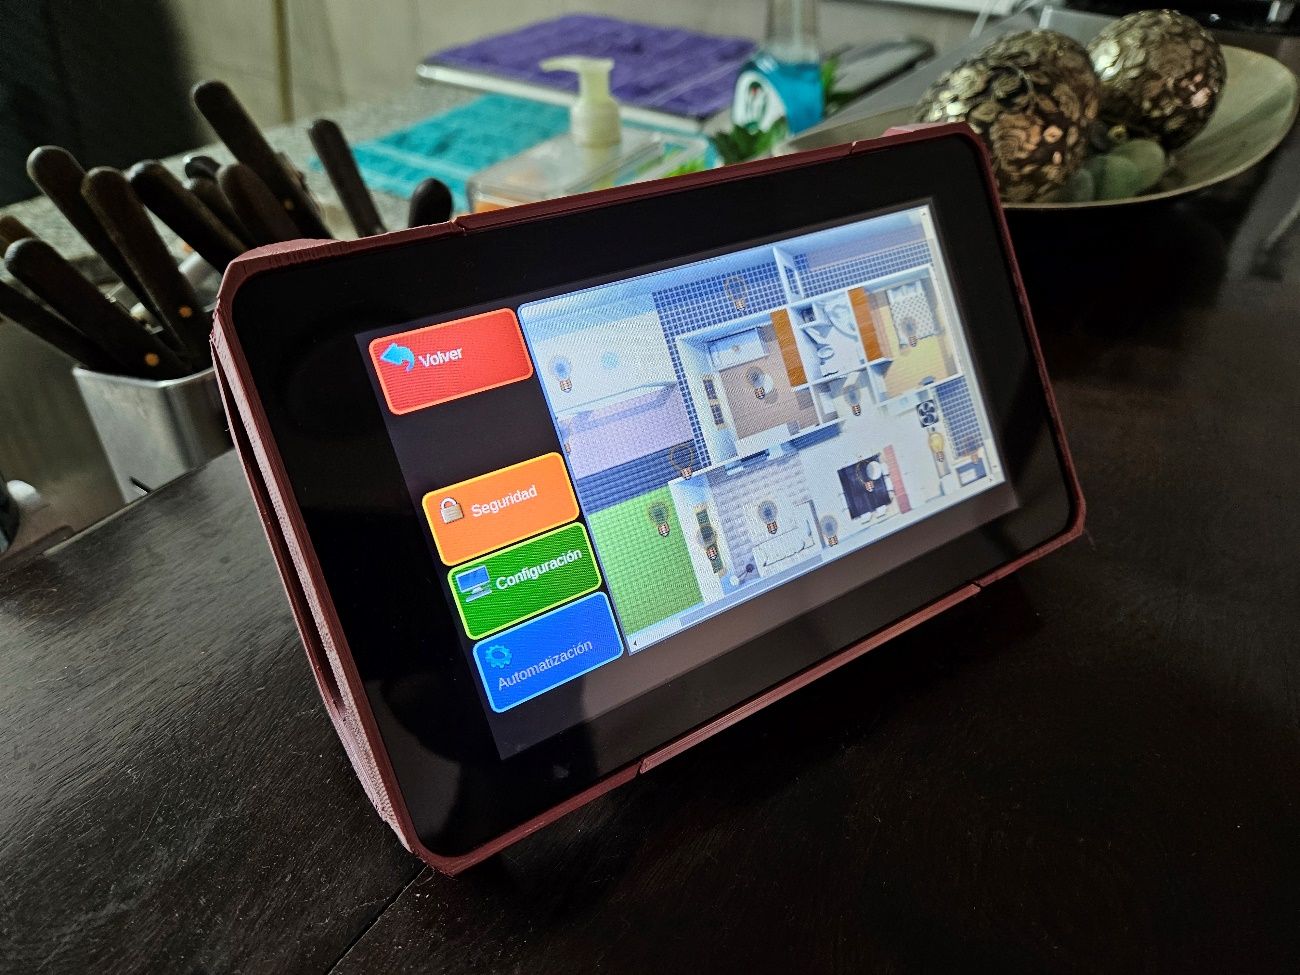 Volver
Seguridad
Configuración
Automatización